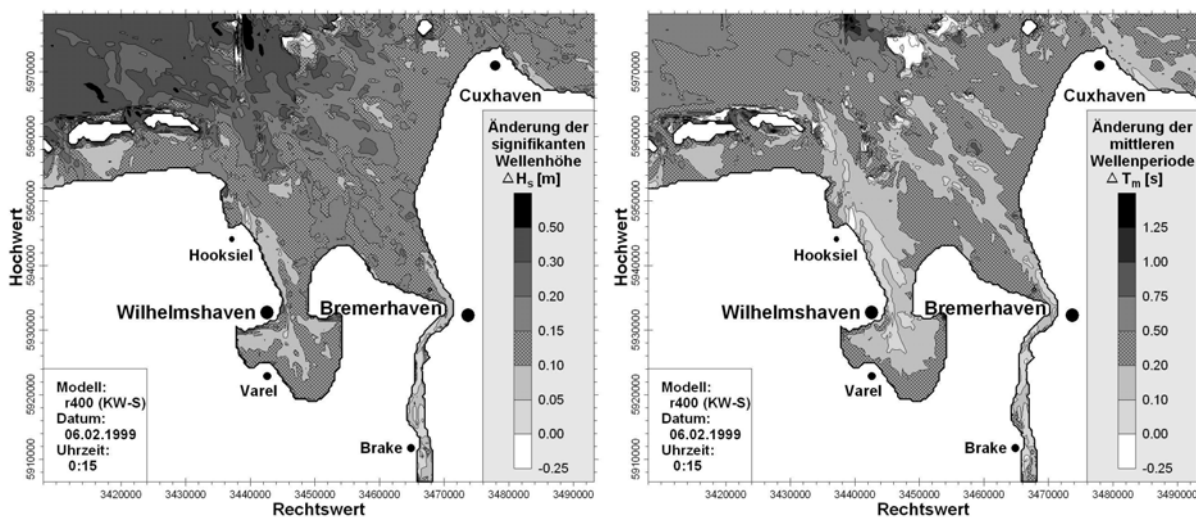 5970000
5960000
5950000
5940000
5930000
5920000
5910000
Hochwert
Cuxhaven
Hooksiel
Wilhelmshaven
Bremerhaven
Varel
Brake
Änderung der
signifikanten
Wellenhöhe
△ Hs [m]
0.50
0.30
0.20
0.15
0.10
0.05
0.00
-0.25
Modell:
r400 (KW-S)
Datum:
06.02.1999
Uhrzeit:
0:15
3420000 3430000 3440000 3450000 3460000 3470000 3480000 3490000
Rechtswert
5970000
5960000
5950000
5940000
5930000
5920000
5910000
Hochwert
Cuxhaven
Hooksiel
Wilhelmshaven
Bremerhaven
Varel
Brake
Änderung der
mittleren
Wellenperiode
△ Tm [s]
1.25
1.00
0.75
0.50
0.20
0.10
0.00
-0.25
Modell:
r400 (KW-S)
Datum:
06.02.1999
Uhrzeit:
0:15
3420000 3430000 3440000 3450000 3460000 3470000 3480000 3490000
Rechtswert